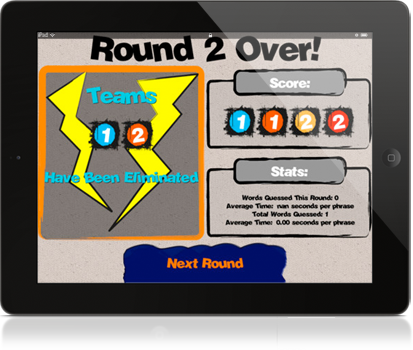 iPad
Round 2 Over!
Teams
1 2
Have Been Eliminated
Score:
1 1 2 2
Stats:
Words Guessed This Round: 0
Average Time: nan seconds per phrase
Total Words Guessed: 1
Average Time: 0.00 seconds per phrase
Next Round